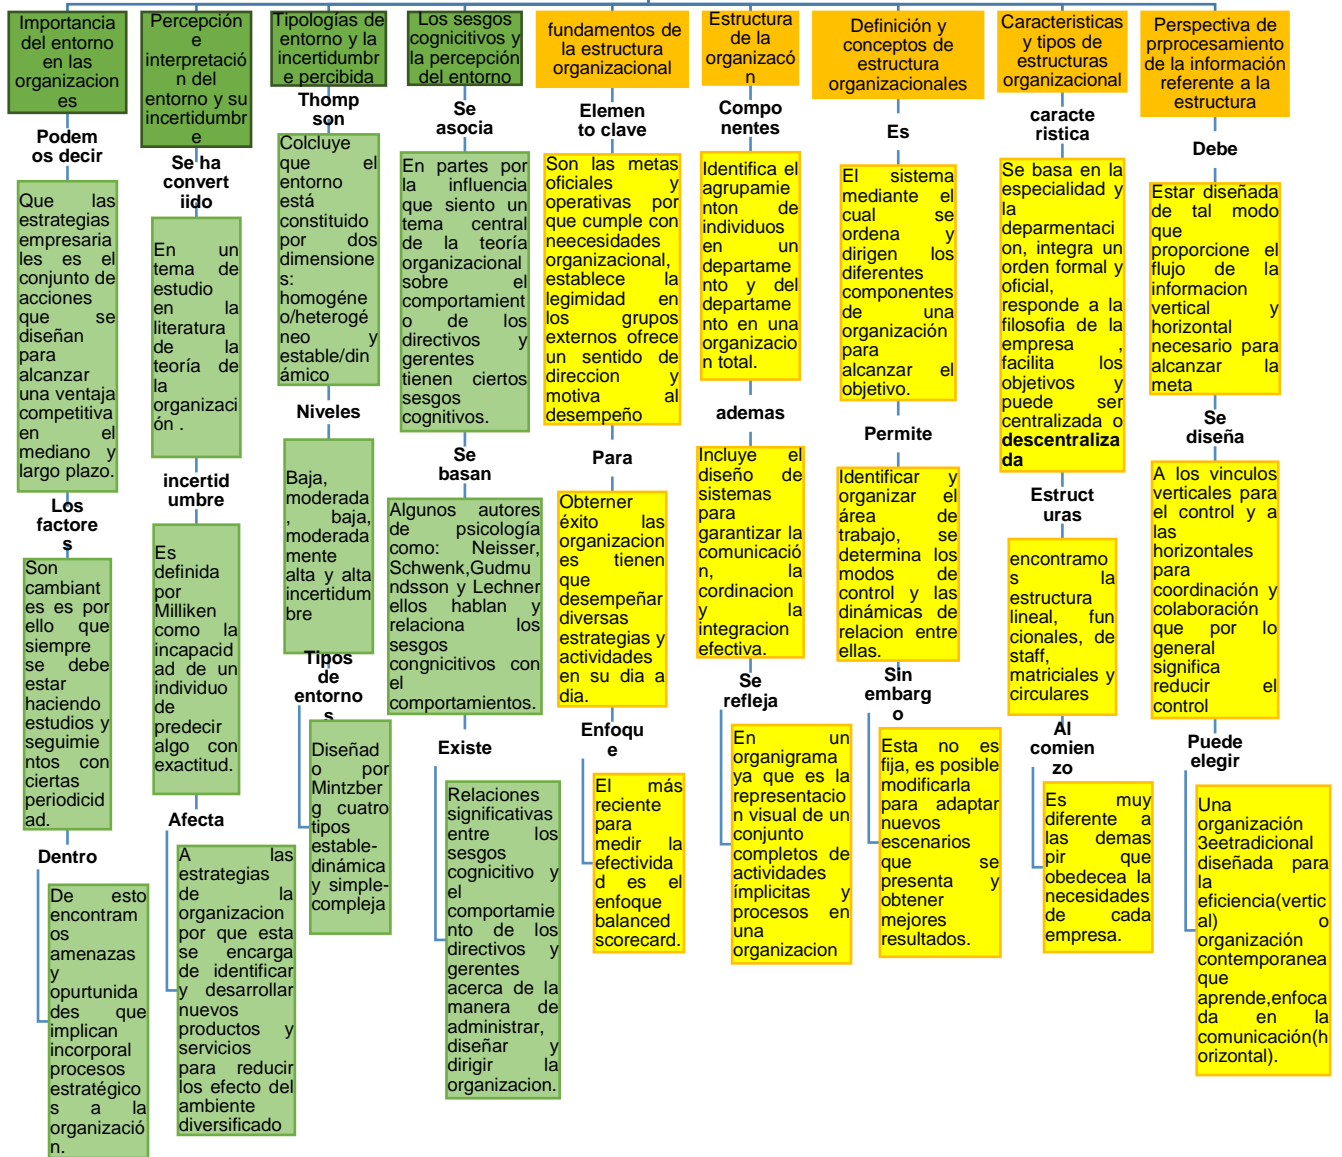 Importancia
del entorno
en las
organizacion
es
Podem
os decir
Que las
estrategias
empresaria
les es el
conjunto de
acciones
que se
diseñan
para
alcanzar
una ventaja
competitiva
en el
mediano y
largo plazo.
Los
factore
s
Son
cambiant
es es por
ello que
siempre
se debe
estar
haciendo
estudios y
seguimie
ntos con
ciertas
periodicid
ad.
Dentro
De esto
encontram
os
amenazas
y
opurtunida
des que
implican
incorporal
procesos
estratégico
s a la
organizació
n.
Percepción
e
interpretació
n del
entorno y su
incertidumbr
e
Se ha
convert
iido
En un
tema de
estudio
en la
literatura
de la
teoría de
la
organizaci
ón .
incertid
umbre
Es
definida
por
Milliken
como la
incapacid
ad de un
individuo
de
predecir
algo con
exactitud.
Afecta
A las
estrategias
de la
organizacion
por que esta
se encarga
de identificar
y desarrollar
nuevos
productos y
servicios
para reducir
los efecto del
ambiente
diversificado
Tipologías de
entorno y la
incertidumbr
e percibida
Thomp
son
Colcluye
que el
entorno
está
constituido
por dos
dimensione
s:
homogéne
o/heterogé
neo y
estable/din
ámico
Niveles
Baja,
moderada
, baja,
moderada
mente
alta y alta
incertidum
bre
Tipos
de
entorno
s
Diseñad
o por
Mintzber
g cuatro
tipos
estable-
dinámica
y simple-
compleja
Los sesgos
cognicitivos y
la percepción
del entorno
Se
asocia
En partes por
la influencia
que siento un
tema central
de la teoría
organizacional
sobre el
comportamient
o de los
directivos y
gerentes
tienen ciertos
sesgos
cognitivos.
Se
basan
Algunos autores
de psicología
como: Neisser,
Schwenk,Gudmu
ndsson y Lechner
ellos hablan y
relaciona los
sesgos
congnicitivos con
el
comportamientos.
Existe
Relaciones
significativas
entre los
sesgos
cognicitivo y
el
comportamie
nto de los
directivos y
gerentes
acerca de la
manera de
administrar,
diseñar y
dirigir la
organizacion.
fundamentos de
la estructura
organizacional
Elemen
to clave
Son las metas
oficiales y
operativas por
que cumple con
neecesidades
organizacional,
establece la
legimidad en
los grupos
externos ofrece
un sentido de
direccion y
motiva al
desempeño
Para
Obterner
éxito las
organizacion
es tienen
que
desempeñar
diversas
estrategias y
actividades
en su dia a
dia.
Enfoqu
e
El más
reciente
para
medir la
efectivida
d es el
enfoque
balanced
scorecard.
Estructura
de la
organizacó
n
Compo
nentes
Identifica el
agrupamie
nton de
individuos
en un
departame
nto y del
departame
nto en una
organizacio
n total.
ademas
Incluye el
diseño de
sistemas
para
garantizar la
comunicació
n, la
cordinacion
y la
integracion
efectiva.
Se
refleja
En un
organigrama
ya que es la
representacio
n visual de un
conjunto
completos de
actividades
ímplicitas y
procesos en
una
organizacion
Definición y
conceptos de
estructura
organizacionales
Es
El sistema
mediante el
cual se
ordena y
dirigen los
diferentes
componentes
de una
organización
para
alcanzar el
objetivo.
Permite
Identificar y
organizar el
área de
trabajo, se
determina los
modos de
control y las
dinámicas de
relacion entre
ellas.
Sin
embarg
o
Esta no es
fija, es posible
modificarla
para adaptar
nuevos
escenarios
que se
presenta y
obtener
mejores
resultados.
Caracteristicas
y tipos de
estructuras
organizacional
caracte
ristica
Se basa en la
especialidad y
la
deparmentaci
on, integra un
orden formal y
oficial,
responde a la
filosofia de la
empresa ,
facilita los
objetivos y
puede ser
centralizada o
descentraliza
da
Estruct
uras
encontramo
s la
estructura
lineal, fun
cionales, de
staff,
matriciales y
circulares
Al
comien
zo
Es muy
diferente a
las demas
pir que
obedecea la
necesidades
de cada
empresa.
Perspectiva de
prprocesamiento
de la información
referente a la
estructura
Debe
Estar diseñada
de tal modo
que
proporcione el
flujo de la
informacion
vertical y
horizontal
necesario para
alcanzar la
meta
Se
diseña
A los vinculos
verticales para
el control y a
las
horizontales
para
coordinación y
colaboración
que por lo
general
significa
reducir el
control
Puede
elegir
Una
organización
3eetradicional
diseñada para
la
eficiencia(vertic
al) o
organización
contemporanea
que
aprende,enfoca
da en la
comunicación(h
orizontal).